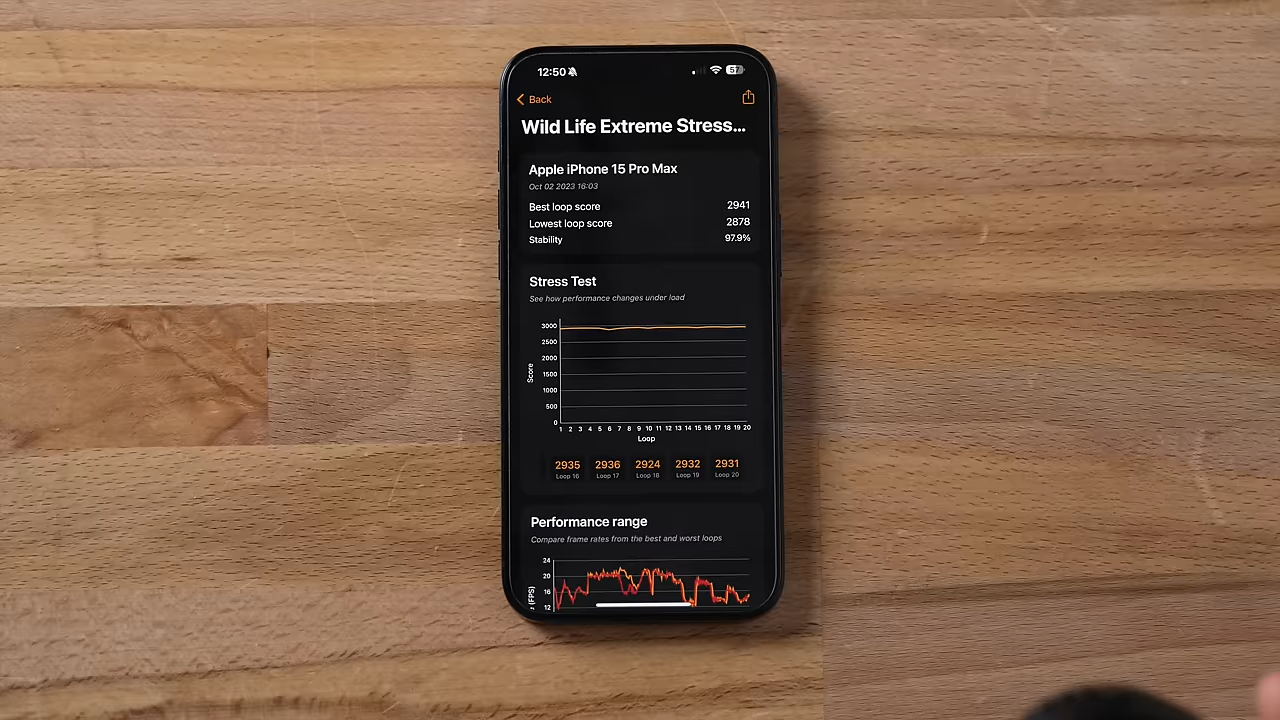 12:50 57
Back
Wild Life Extreme Stress...
Apple iPhone 15 Pro Max
Oct 02 2023 16:03
Best loop score 2941
Lowest loop score 2878
Stability 97.9%
Stress Test
See how performance changes under load
3000
2500
2000
1500
1000
500
0
Score
1 2 3 4 5 6 7 8 9 10 11 12 13 14 15 16 17 18 19 20
Loop
2935 2936 2924 2932 2931
Loop 16 Loop 17 Loop 18 Loop 19 Loop 20
Performance range
Compare frame rates from the best and worst loops
24
20
16
12
(FPS)